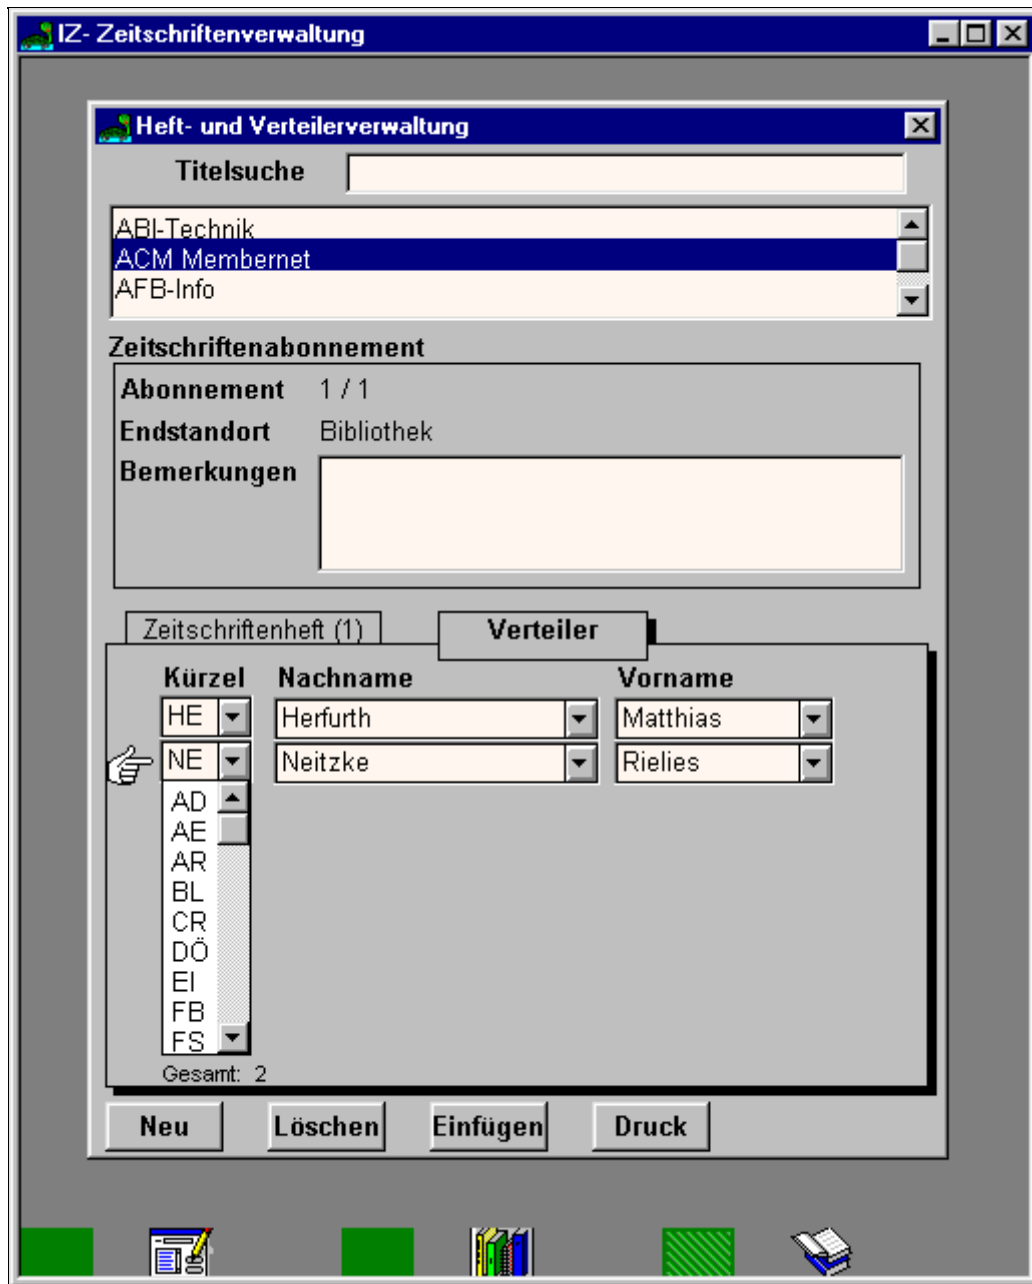 IZ- Zeitschriftenverwaltung
Heft- und Verteilerverwaltung
Titelsuche
ABI-Technik
ACM Membernet
AFB-Info
Zeitschriftenabonnement
Abonnement 1 / 1
Endstandort Bibliothek
Bemerkungen
Zeitschriftenheft (1) Verteiler
Kürzel Nachname Vorname
HE Herfurth Matthias
NE Neitzke Rielies
AD
AE
AR
BL
CR
DÖ
EI
FB
FS
Gesamt: 2
Neu Löschen Einfügen Druck